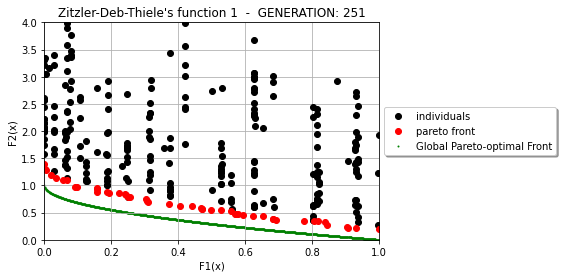 Zitzler-Deb-Thiele's function 1 - GENERATION: 251
F2(x)
4.0
3.5
3.0
2.5
2.0
1.5
1.0
0.5
0.0
0.0 0.2 0.4 0.6 0.8 1.0
F1(x)
individuals
pareto front
Global Pareto-optimal Front